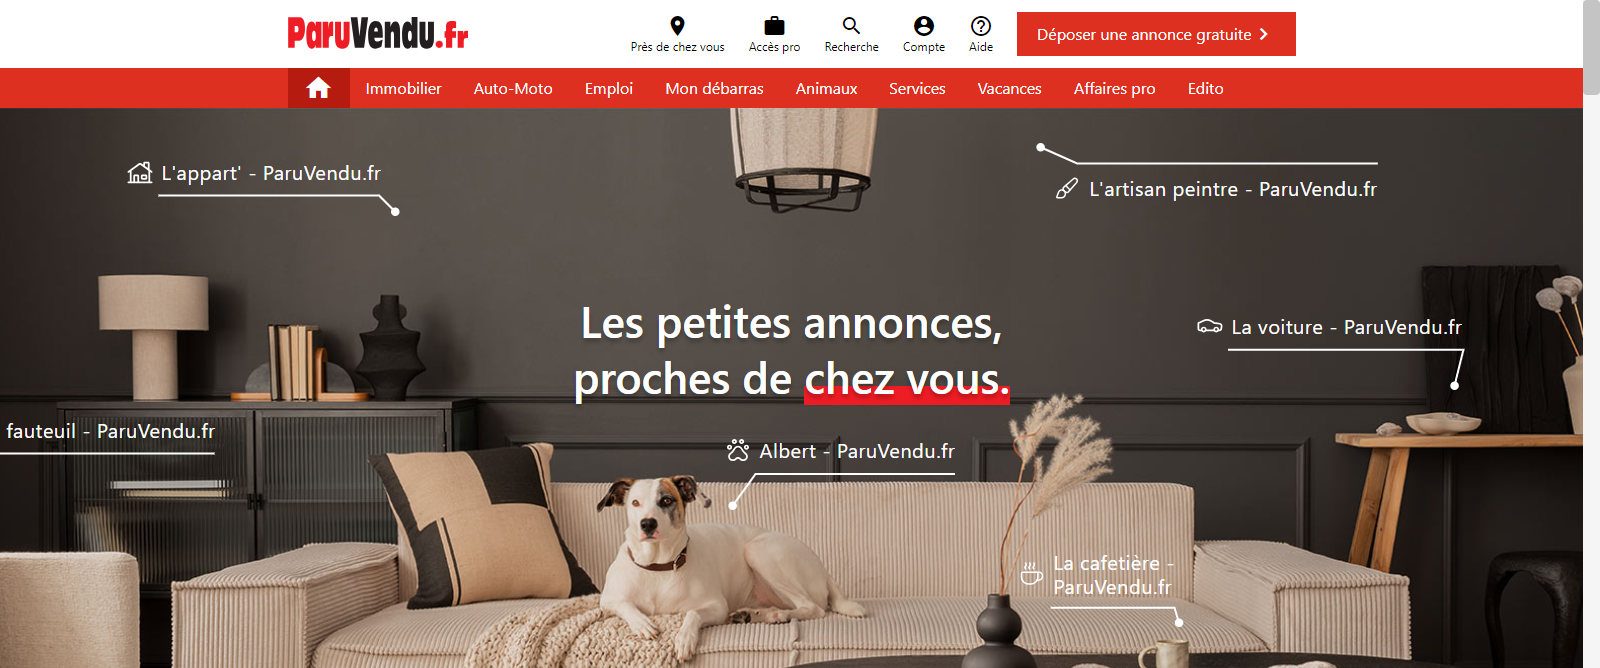 ParuVendu.fr
Près de chez vous
Accès pro
Recherche
Compte
Aide
Déposer une annonce gratuite
Immobilier
Auto-Moto
Emploi
Mon débarras
Animaux
Services
Vacances
Affaires pro
Edito
L'appart' - ParuVendu.fr
L'artisan peintre - ParuVendu.fr
Les petites annonces,
proches de chez vous.
La voiture - ParuVendu.fr
fauteuil - ParuVendu.fr
Albert - ParuVendu.fr
La cafetière -
ParuVendu.fr